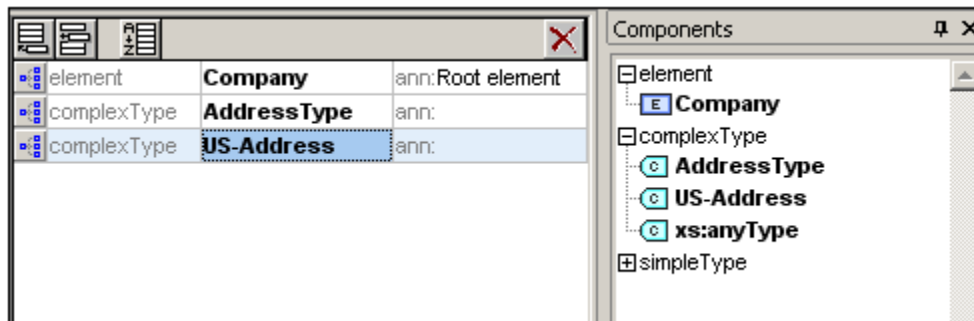 Components
element Company ann:Root element
complexType AddressType ann:
complexType US-Address ann:
element
E Company
complexType
C AddressType
C US-Address
C xs:anyType
simpleType